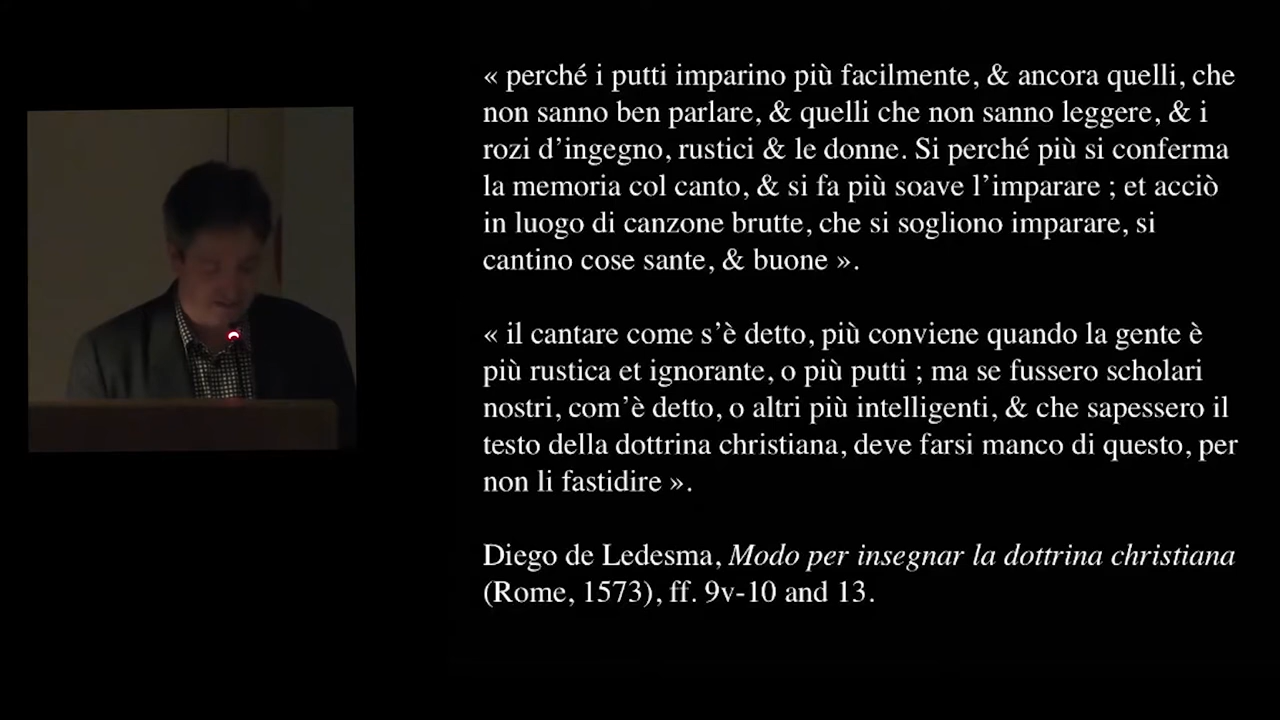 « perché i putti imparino più facilmente, & ancora quelli, che
non sanno ben parlare, & quelli che non sanno leggere, & i
rozi d’ingegno, rustici & le donne. Si perché più si conferma
la memoria col canto, & si fa più soave l’imparare ; et acciò
in luogo di canzone brutte, che si sogliono imparare, si
cantino cose sante, & buone ».
« il cantare come s’è detto, più conviene quando la gente è
più rustica et ignorante, o più putti ; ma se fussero scholari
nostri, com’è detto, o altri più intelligenti, & che sapessero il
testo della dottrina christiana, deve farsi manco di questo, per
non li fastidire ».
Diego de Ledesma, Modo per insegnar la dottrina christiana
(Rome, 1573), ff. 9v-10 and 13.